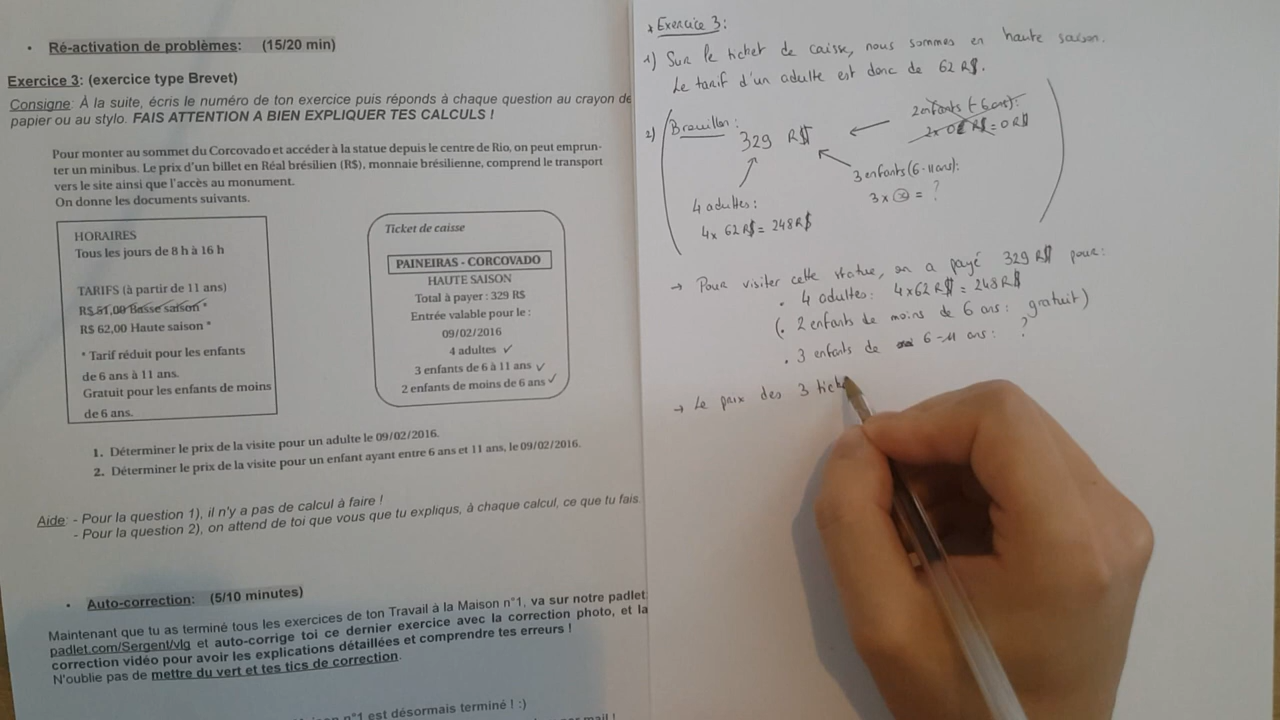 • Ré-activation de problèmes: (15/20 min)
Exercice 3: (exercice type Brevet)
Consigne: À la suite, écris le numéro de ton exercice puis réponds à chaque question au crayon de
papier ou au stylo. FAIS ATTENTION A BIEN EXPLIQUER TES CALCULS !
Pour monter au sommet du Corcovado et accéder à la statue depuis le centre de Rio, on peut emprun-
ter un minibus. Le prix d'un billet en Réal brésilien (R$), monnaie brésilienne, comprend le transport
vers le site ainsi que l'accès au monument.
On donne les documents suivants.
HORAIRES
Tous les jours de 8 h à 16 h
TARIFS (à partir de 11 ans)
R$ 51,00 Basse saison *
R$ 62,00 Haute saison *
* Tarif réduit pour les enfants
de 6 ans à 11 ans.
Gratuit pour les enfants de moins
de 6 ans.
Ticket de caisse
PAINEIRAS - CORCOVADO
HAUTE SAISON
Total à payer : 329 R$
Entrée valable pour le :
09/02/2016
4 adultes ✓
3 enfants de 6 à 11 ans ✓
2 enfants de moins de 6 ans ✓
1. Déterminer le prix de la visite pour un adulte le 09/02/2016.
2. Déterminer le prix de la visite pour un enfant ayant entre 6 ans et 11 ans, le 09/02/2016.
Aide: - Pour la question 1), il n'y a pas de calcul à faire !
- Pour la question 2), on attend de toi que vous que tu expliqus, à chaque calcul, ce que tu fais.
• Auto-correction: (5/10 minutes)
Maintenant que tu as terminé tous les exercices de ton Travail à la Maison n°1, va sur notre padlet
padlet.com/Sergent/vlg et auto-corrige toi ce dernier exercice avec la correction photo, et la
correction vidéo pour avoir les explications détaillées et comprendre tes erreurs !
N'oublie pas de mettre du vert et tes tics de correction.
n°1 est désormais terminé ! :)
mail !
* Exercice 3:
1) Sur le ticket de caisse, nous sommes en haute saison.
Le tarif d'un adulte est donc de 62 R$.
2) (Brouillon:
329 R$
2 enfants (-6 ans):
2x0 R$ = 0 R$
3 enfants (6-11 ans):
3 x = ?
4 adultes:
4x 62 R$ = 248 R$
→ Pour visiter cette statue, on a payé 329 R$ pour:
. 4 adultes: 4x62 R$ = 248 R$
(. 2 enfants de moins de 6 ans: gratuit)
. 3 enfants de 6-11 ans: ?
→ Le prix des 3 tick